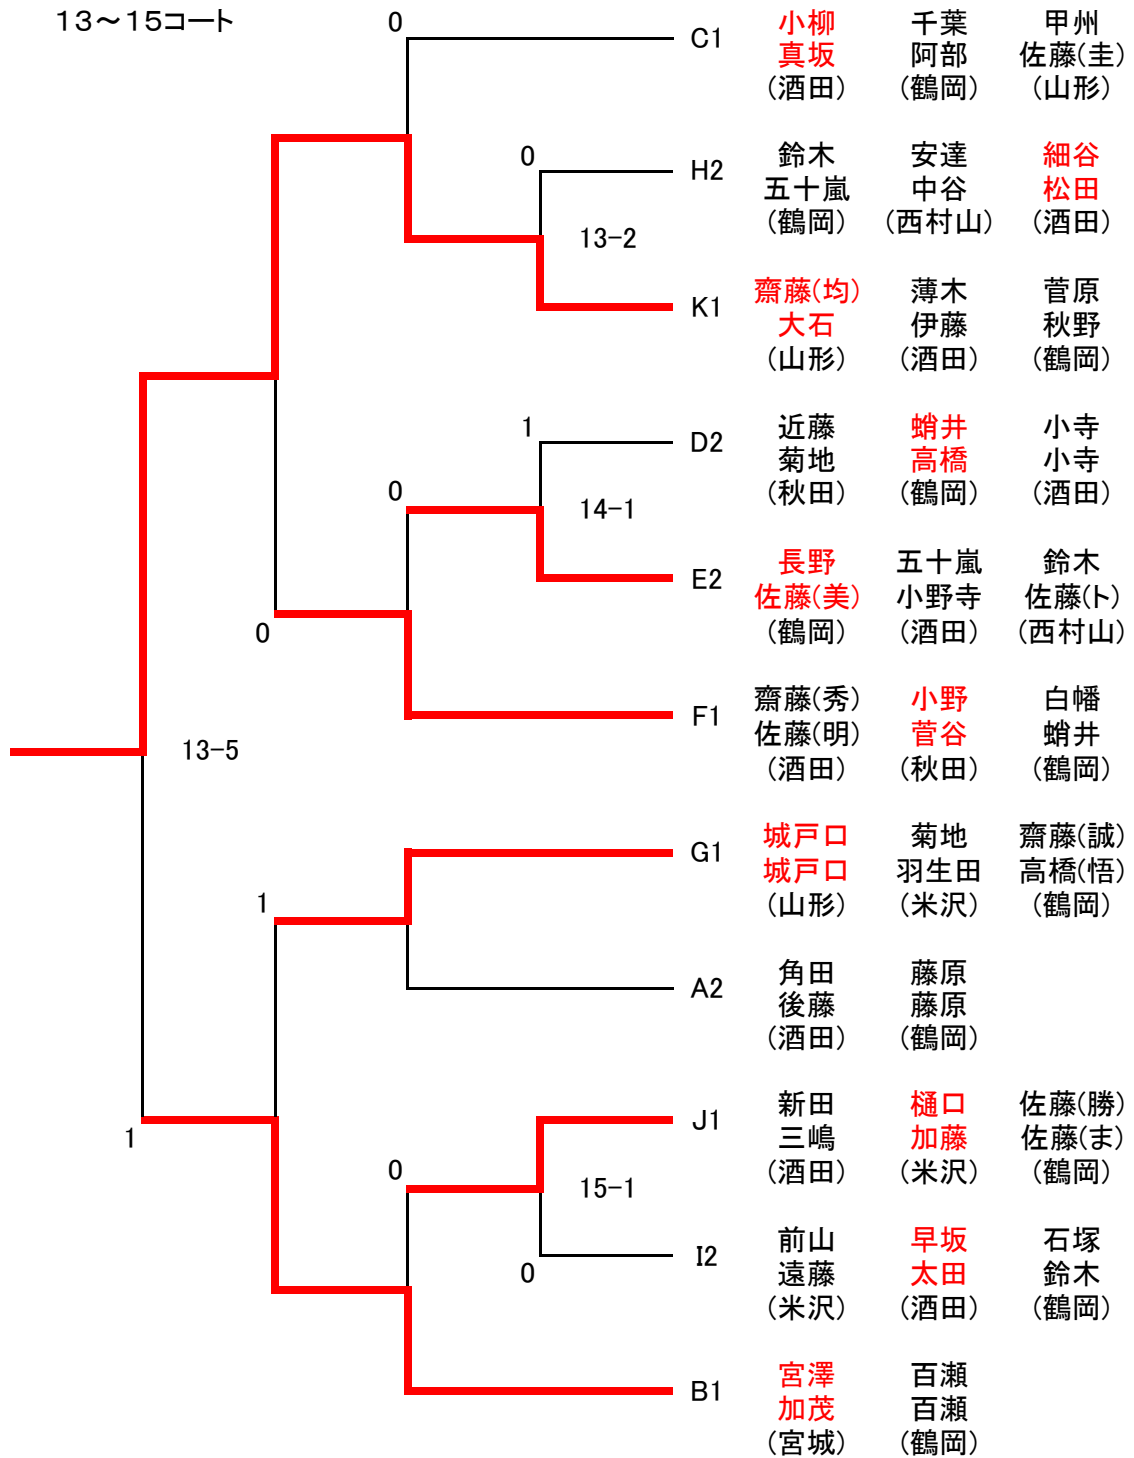 13～15コート
0
C1 小柳 千葉 甲州
真坂 阿部 佐藤(圭)
(酒田) (鶴岡) (山形)
0
H2 鈴木 安達 細谷
五十嵐 中谷 松田
(鶴岡) (西村山) (酒田)
13-2
K1 齋藤(均) 薄木 菅原
大石 伊藤 秋野
(山形) (酒田) (鶴岡)
1
D2 近藤 蛸井 小寺
菊地 高橋 小寺
(秋田) (鶴岡) (酒田)
0
14-1
E2 長野 五十嵐 鈴木
佐藤(美) 小野寺 佐藤(ト)
(鶴岡) (酒田) (西村山)
0
F1 齋藤(秀) 小野 白幡
佐藤(明) 菅谷 蛸井
(酒田) (秋田) (鶴岡)
13-5
G1 城戸口 菊地 齋藤(誠)
城戸口 羽生田 高橋(悟)
(山形) (米沢) (鶴岡)
1
A2 角田 藤原
後藤 藤原
(酒田) (鶴岡)
J1 新田 樋口 佐藤(勝)
三嶋 加藤 佐藤(ま)
(酒田) (米沢) (鶴岡)
1
0
15-1
I2 前山 早坂 石塚
遠藤 太田 鈴木
(米沢) (酒田) (鶴岡)
0
B1 宮澤 百瀬
加茂 百瀬
(宮城) (鶴岡)